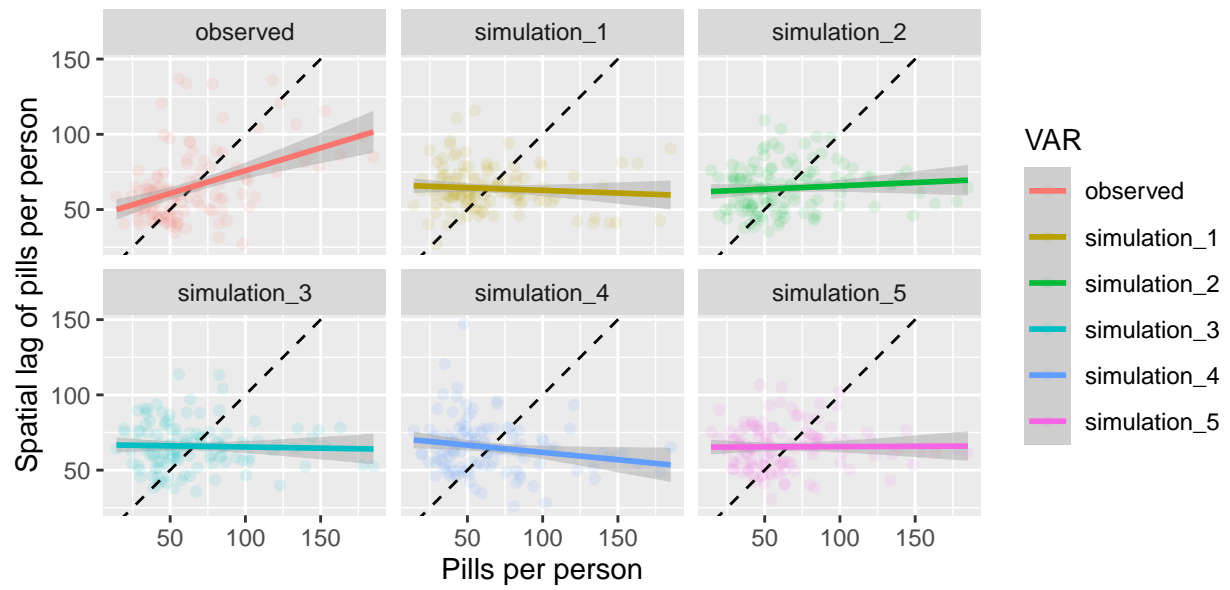 observed
simulation_1
simulation_2
150
100
50
simulation_3
simulation_4
simulation_5
150
100
50
50 100 150
50 100 150
50 100 150
Pills per person
Spatial lag of pills per person
VAR
observed
simulation_1
simulation_2
simulation_3
simulation_4
simulation_5